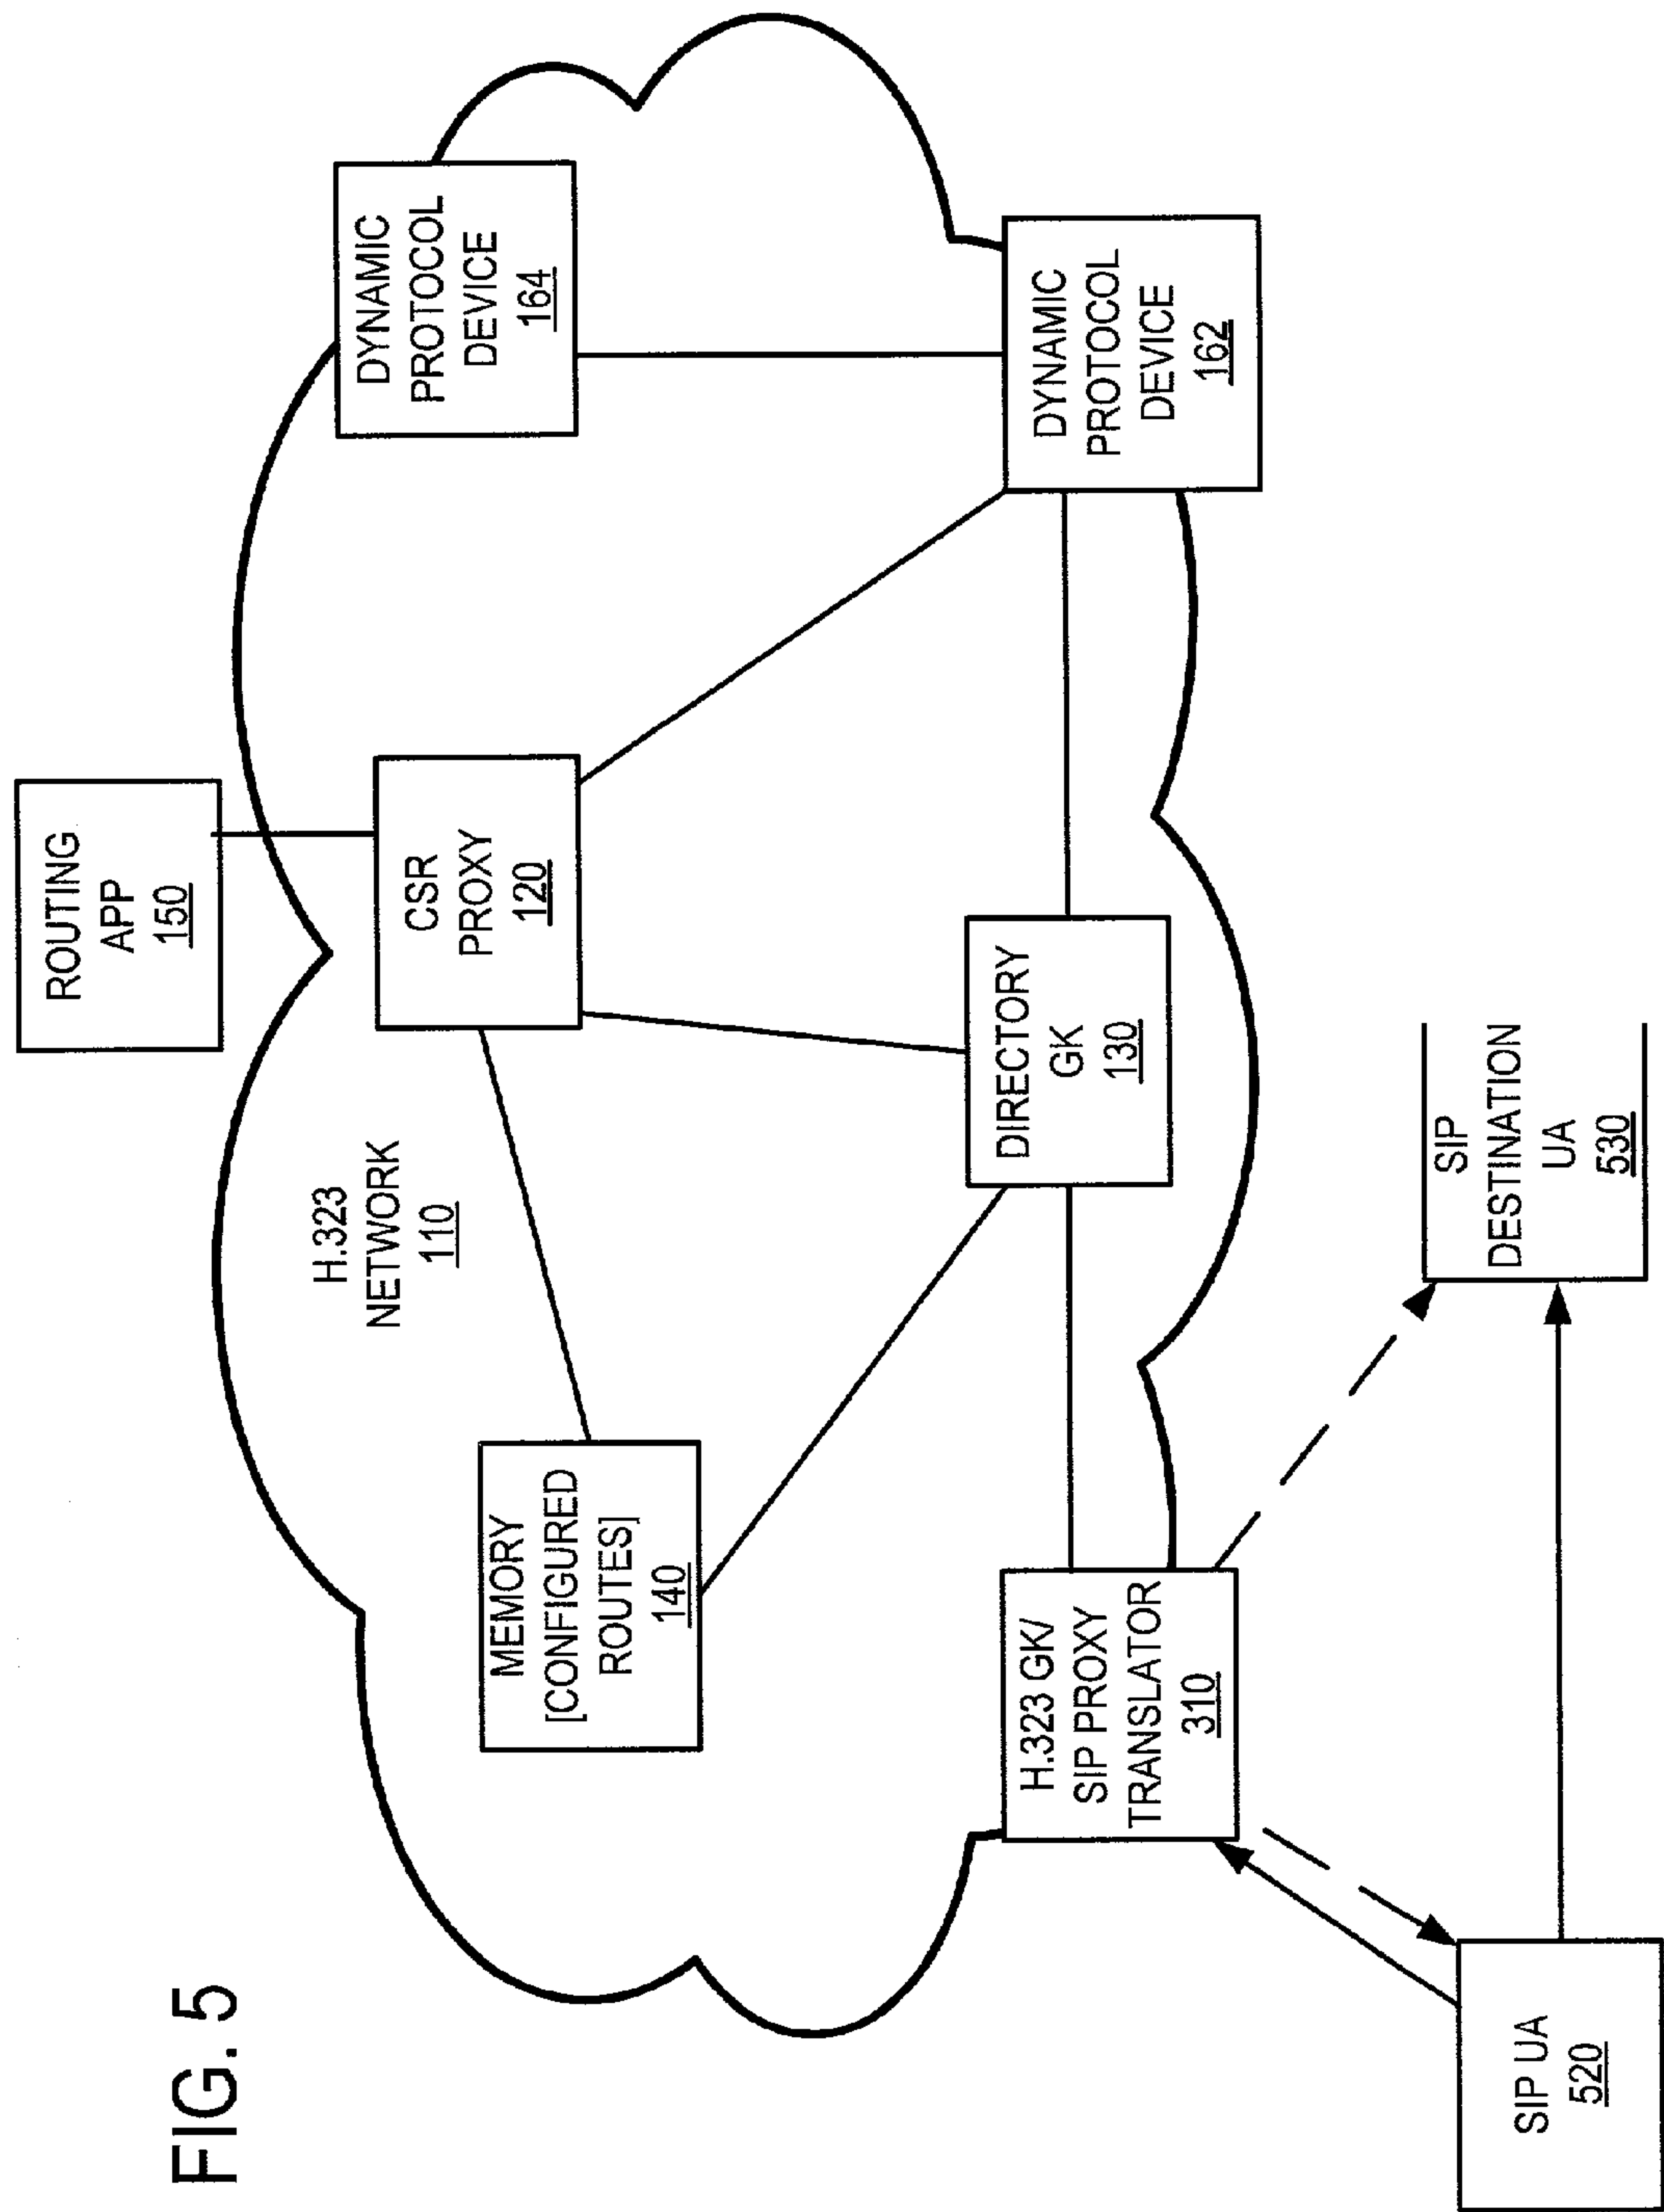 FIG. 5
ROUTING
APP
150
H.323
NETWORK
110
CSR
PROXY
120
DYNAMIC
PROTOCOL
DEVICE
164
MEMORY
[CONFIGURED
ROUTES]
140
DIRECTORY
GK
130
DYNAMIC
PROTOCOL
DEVICE
162
H.323 GK/
SIP PROXY
TRANSLATOR
310
SIP UA
520
SIP
DESTINATION
UA
530